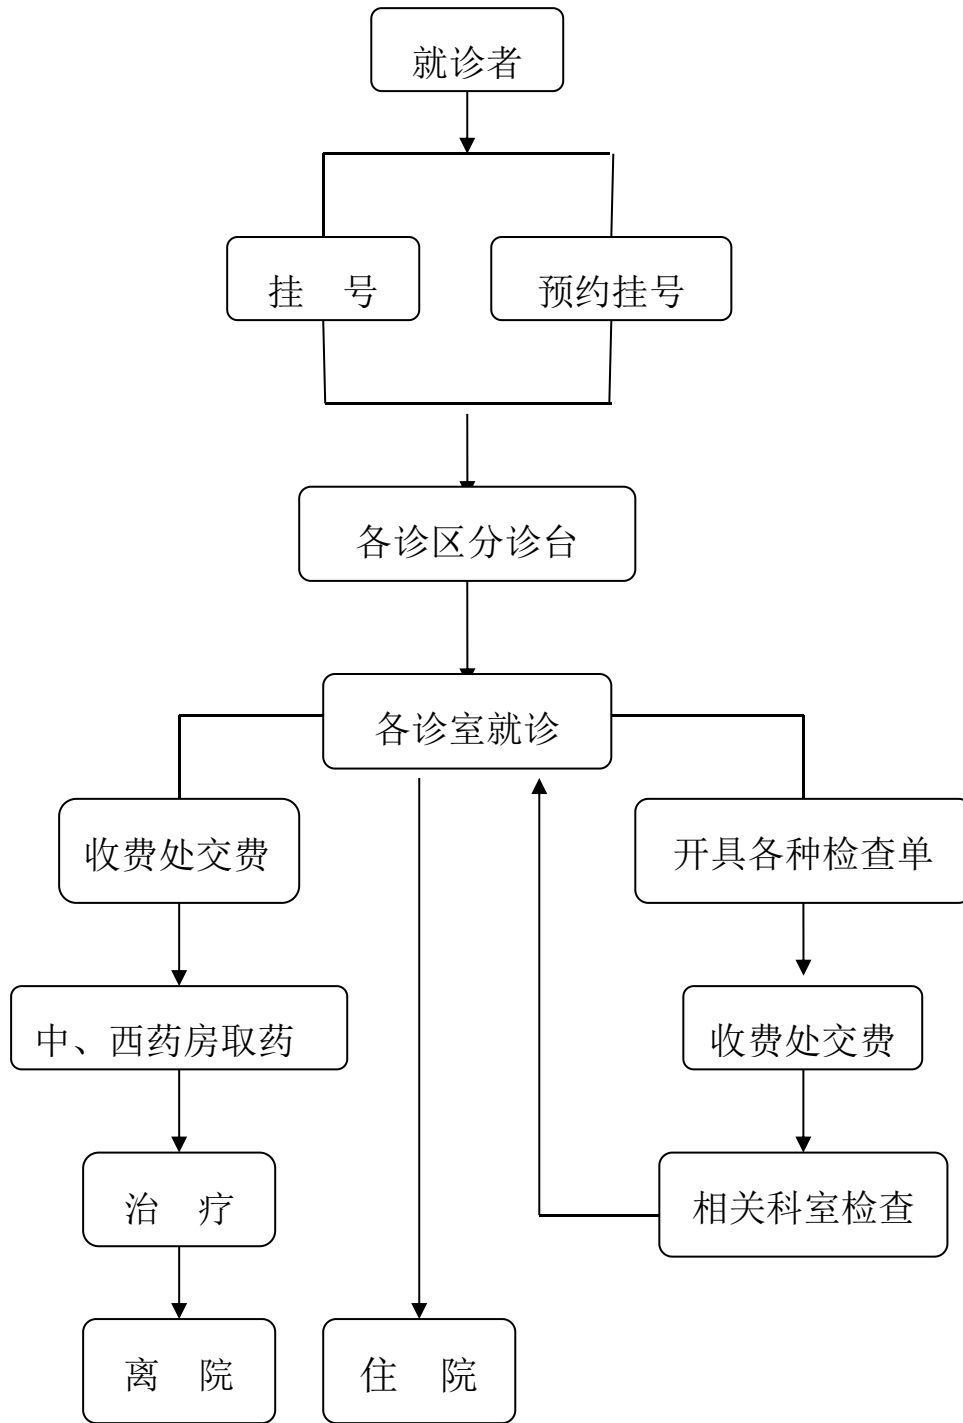 就诊者
挂 号
预约挂号
各诊区分诊台
各诊室就诊
收费处交费
开具各种检查单
中、西药房取药
收费处交费
治 疗
相关科室检查
离 院
住 院